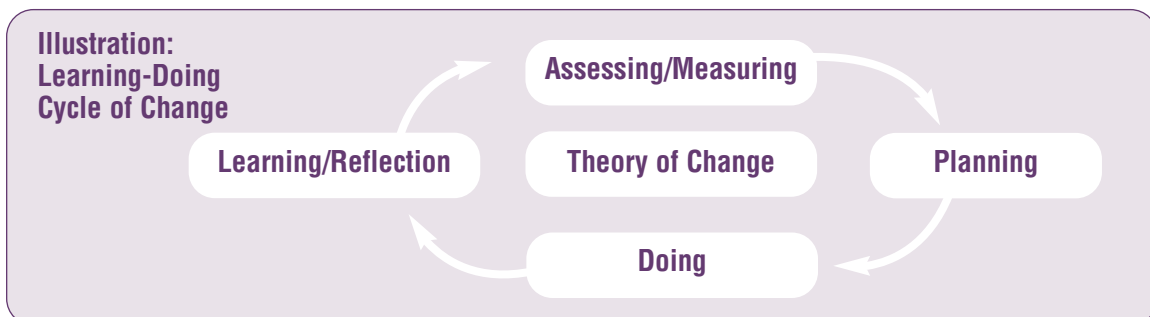 Illustration:
Learning-Doing
Cycle of Change
Assessing/Measuring
Learning/Reflection
Theory of Change
Planning
Doing